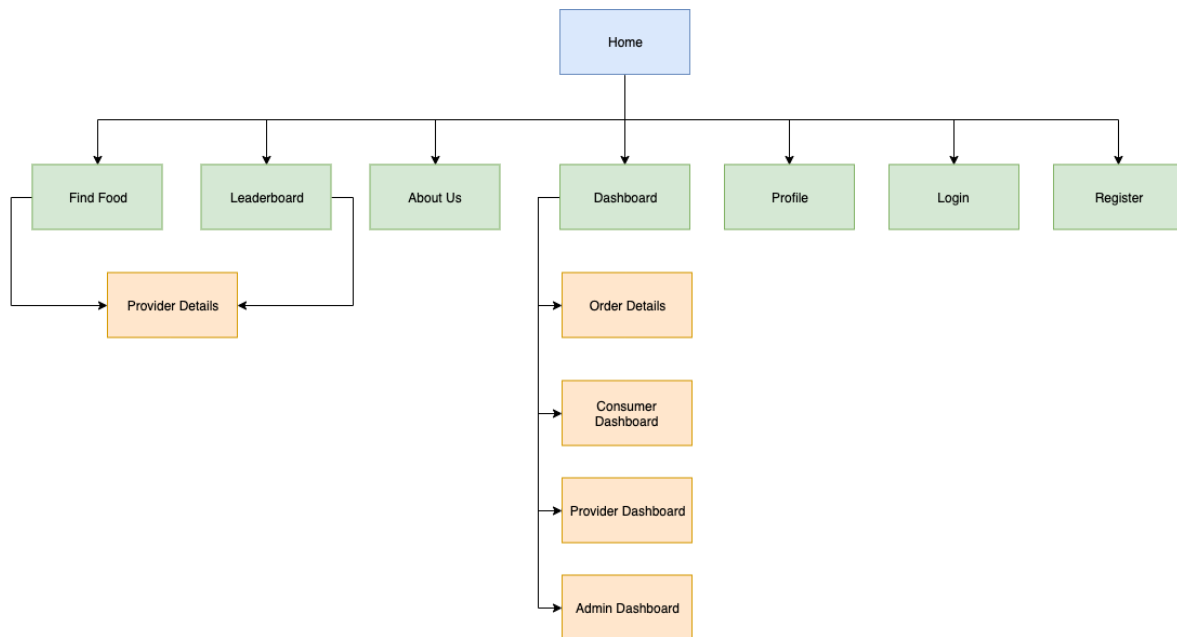 Home
Find Food
Leaderboard
About Us
Dashboard
Profile
Login
Register
Provider Details
Order Details
Consumer
Dashboard
Provider Dashboard
Admin Dashboard